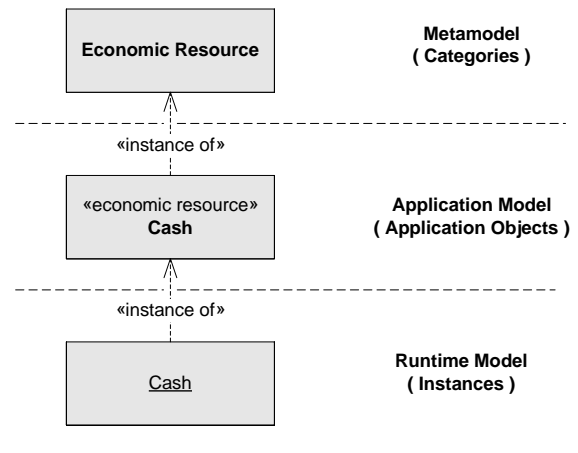 Economic Resource
Metamodel
( Categories )
«instance of»
«economic resource»
Cash
Application Model
( Application Objects )
«instance of»
Cash
Runtime Model
( Instances )